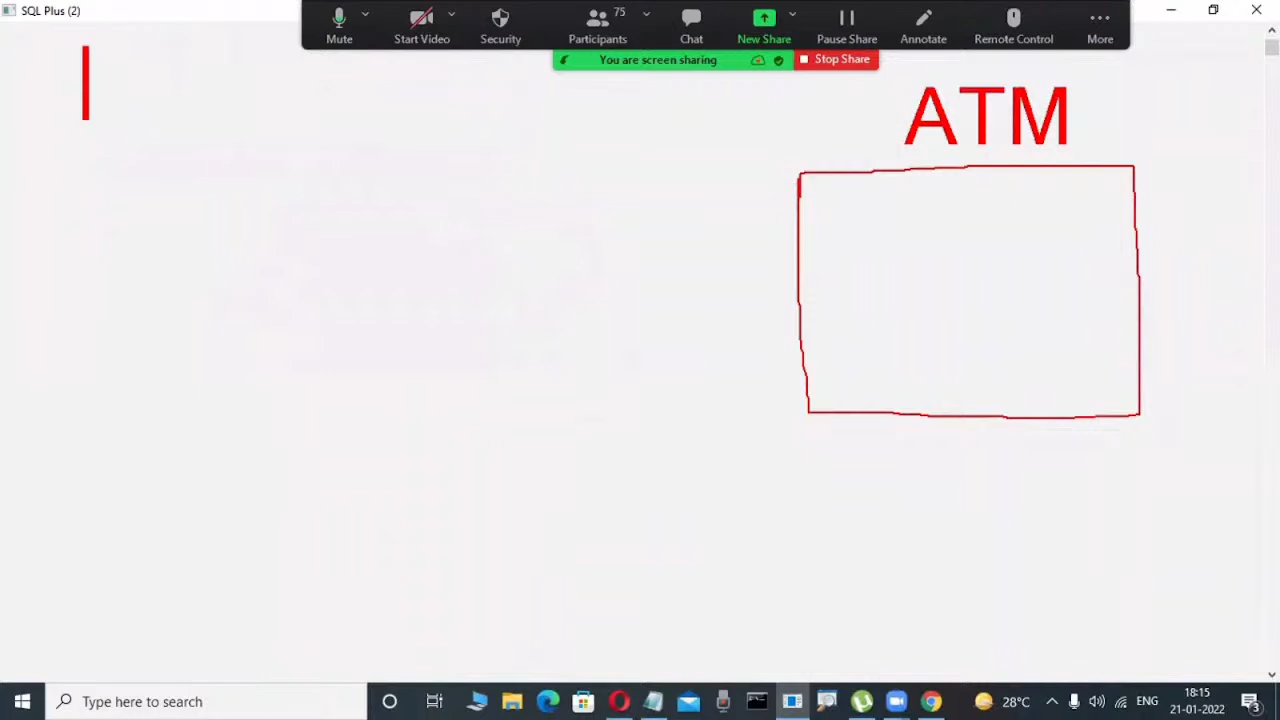 SQL Plus (2)
Mute
Start Video
Security
Participants
75
Chat
New Share
Pause Share
Annotate
Remote Control
More
You are screen sharing
Stop Share
ATM
Type here to search
28°C
ENG
18:15
21-01-2022
3